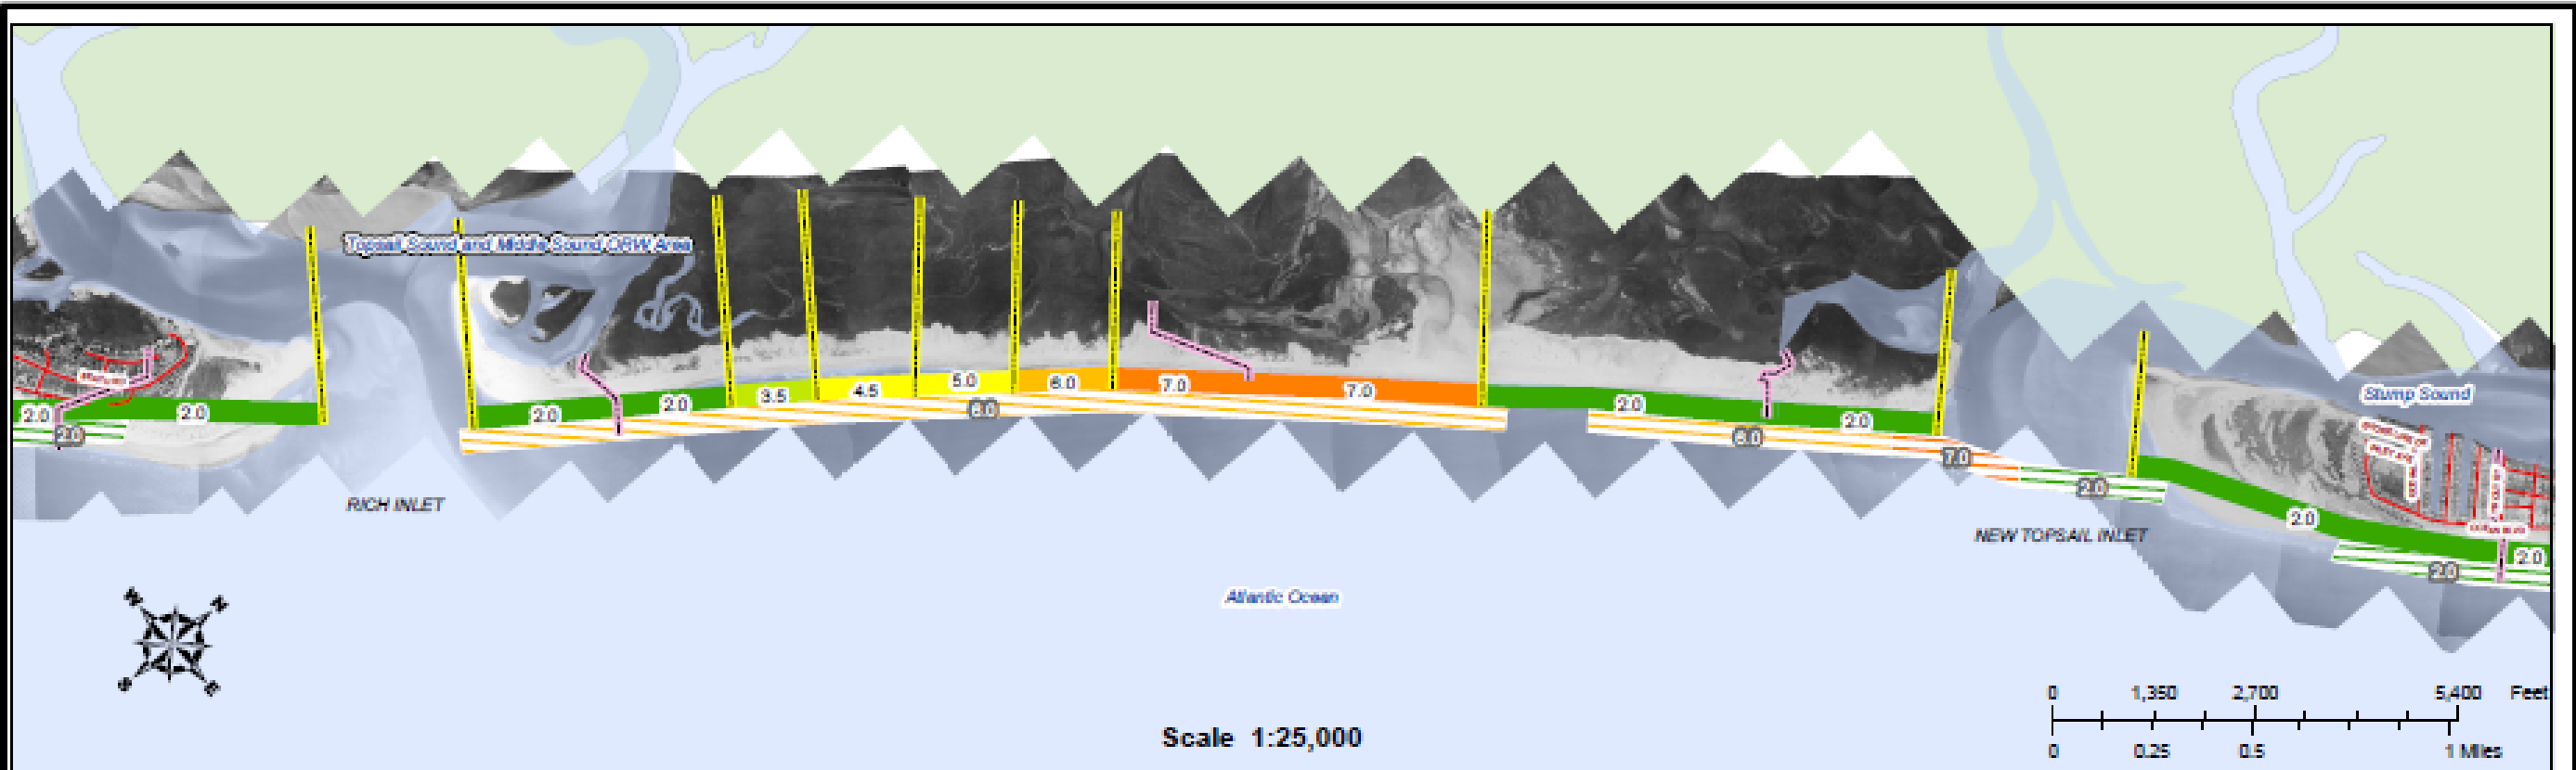 Topsail Sound and Middle Sound ORW Area
Stump Sound
3.5
4.5
5.0
6.0
7.0
7.0
6.0
2.0
2.0
2.0
2.0
2.0
2.0
2.0
6.0
7.0
2.0
2.0
2.0
2.0
RICH INLET
NEW TOPSAIL INLET
Atlantic Ocean
N
S
E
0 1,350 2,700 5,400 Feet
0 0.25 0.5 1 Miles
Scale 1:25,000